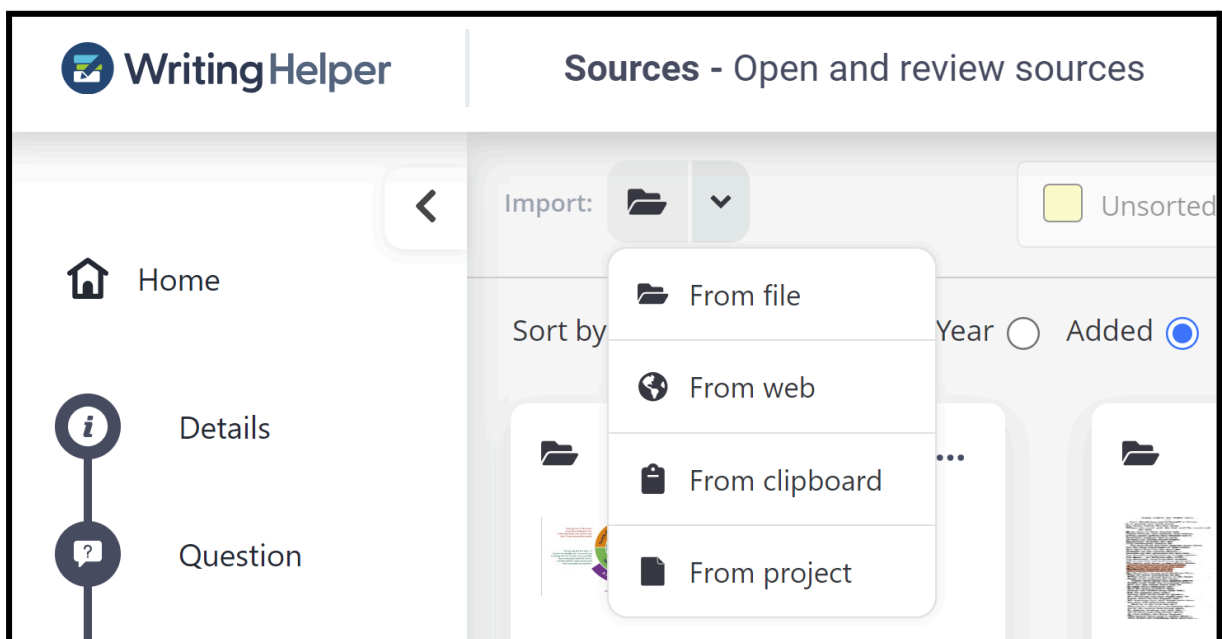 WritingHelper
Sources - Open and review sources
Import:
Unsorted
Home
From file
Sort by
Year
Added
From web
Details
From clipboard
Question
From project